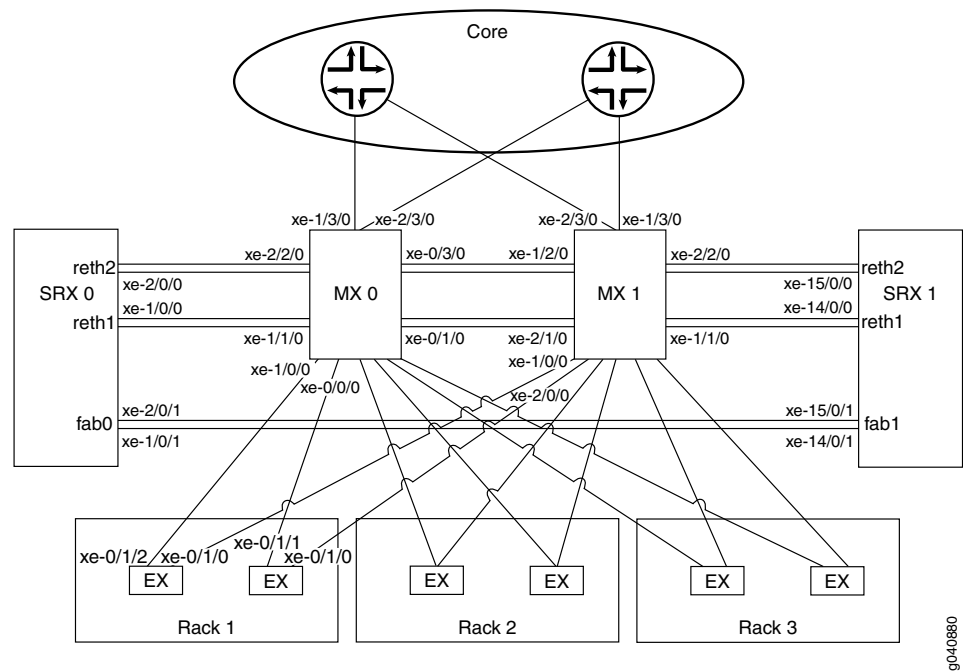 Core
xe-1/3/0 xe-2/3/0 xe-2/3/0 xe-1/3/0
xe-2/2/0 xe-0/3/0 xe-1/2/0 xe-2/2/0
reth2 reth2
SRX 0 xe-2/0/0 MX 0 MX 1 xe-15/0/0 SRX 1
xe-1/0/0 xe-14/0/0
reth1 reth1
xe-1/1/0 xe-0/1/0 xe-2/1/0 xe-1/1/0
xe-1/0/0 xe-1/0/0
xe-0/0/0 xe-2/0/0
xe-2/0/1 xe-15/0/1
fab0 fab1
xe-1/0/1 xe-14/0/1
xe-0/1/2 xe-0/1/0 xe-0/1/1 xe-0/1/0
EX EX EX EX EX EX
Rack 1 Rack 2 Rack 3
g040880